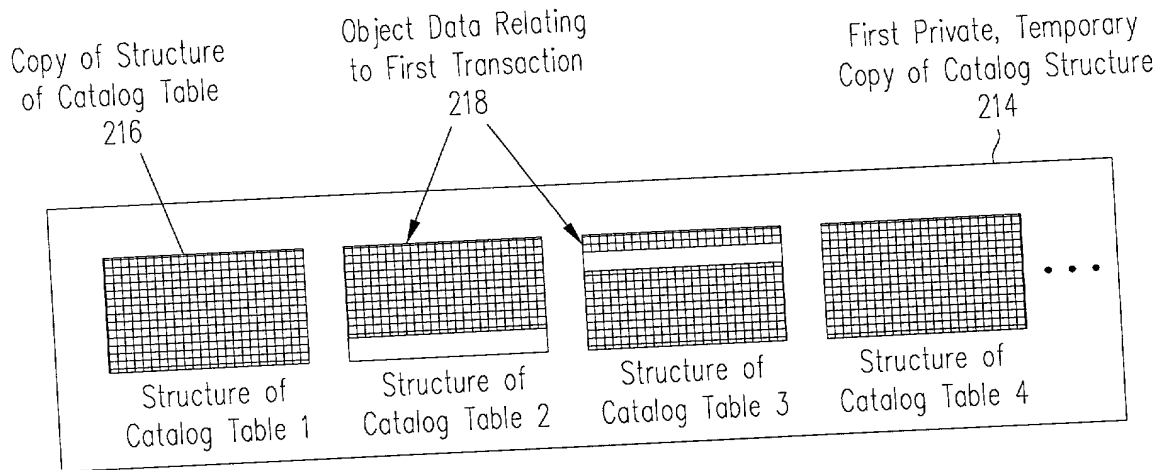 Copy of Structure
of Catalog Table
216
Object Data Relating
to First Transaction
218
First Private, Temporary
Copy of Catalog Structure
214
Structure of
Catalog Table 1
Structure of
Catalog Table 2
Structure of
Catalog Table 3
Structure of
Catalog Table 4